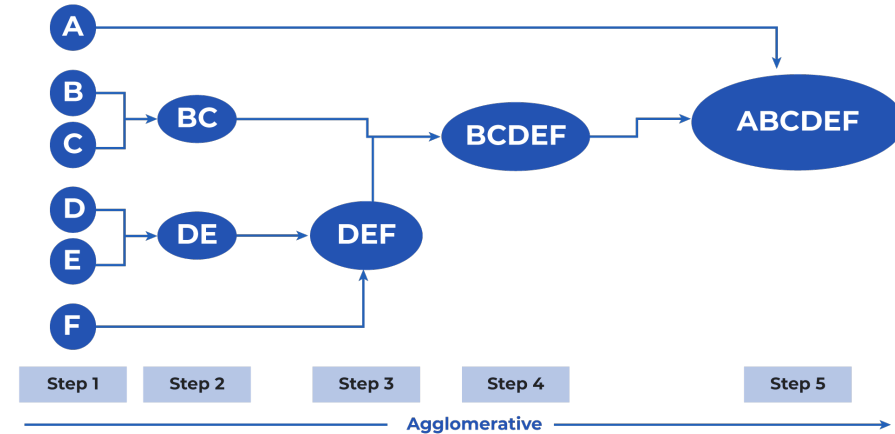 A
B
C
BC
D
E
DE
F
DEF
BCDEF
ABCDEF
Step 1
Step 2
Step 3
Step 4
Step 5
Agglomerative